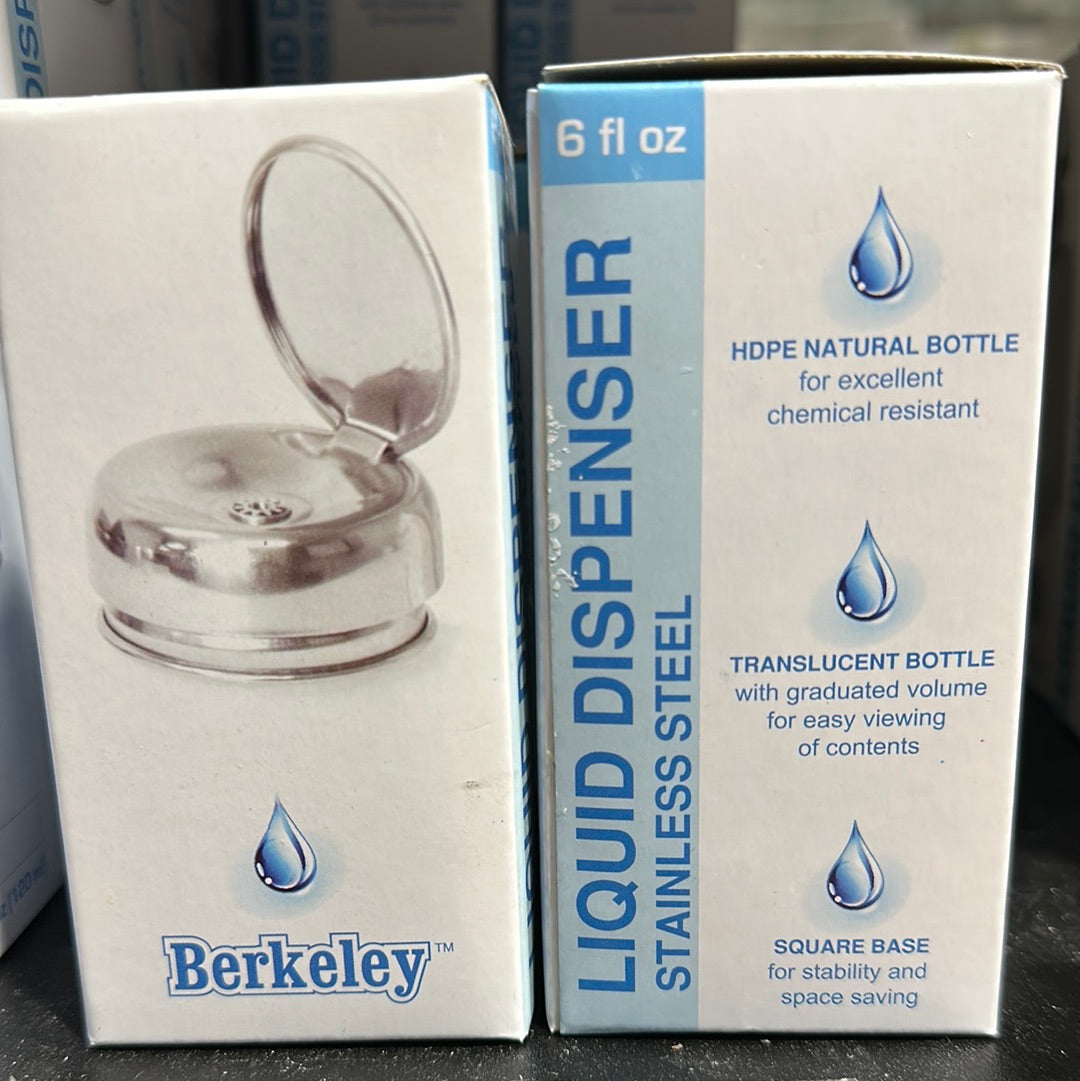 Berkeley™
6 fl oz
LIQUID DISPENSER
STAINLESS STEEL
HDPE NATURAL BOTTLE
for excellent
chemical resistant
TRANSLUCENT BOTTLE
with graduated volume
for easy viewing
of contents
SQUARE BASE
for stability and
space saving